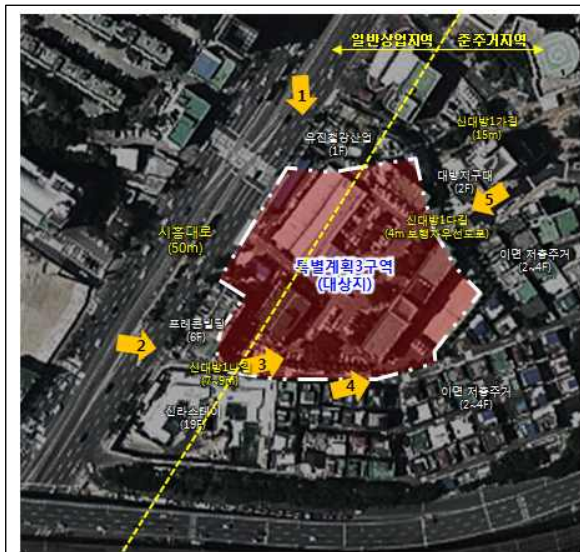 일반상업지역 준주거지역
1
유진철강산업
(1F)
신대방1가길
(15m)
대방지구대
(2F)
5
시흥대로
(50m)
신대방1다길
(4m 보행자우선도로)
특별계획3구역
(대상지)
이면 저층주거
(2~4F)
프레존빌딩
(6F)
2
신대방1나길
(7~9m)
3
4
이면 저층주거
(2~4F)
신라스테이
(19F)